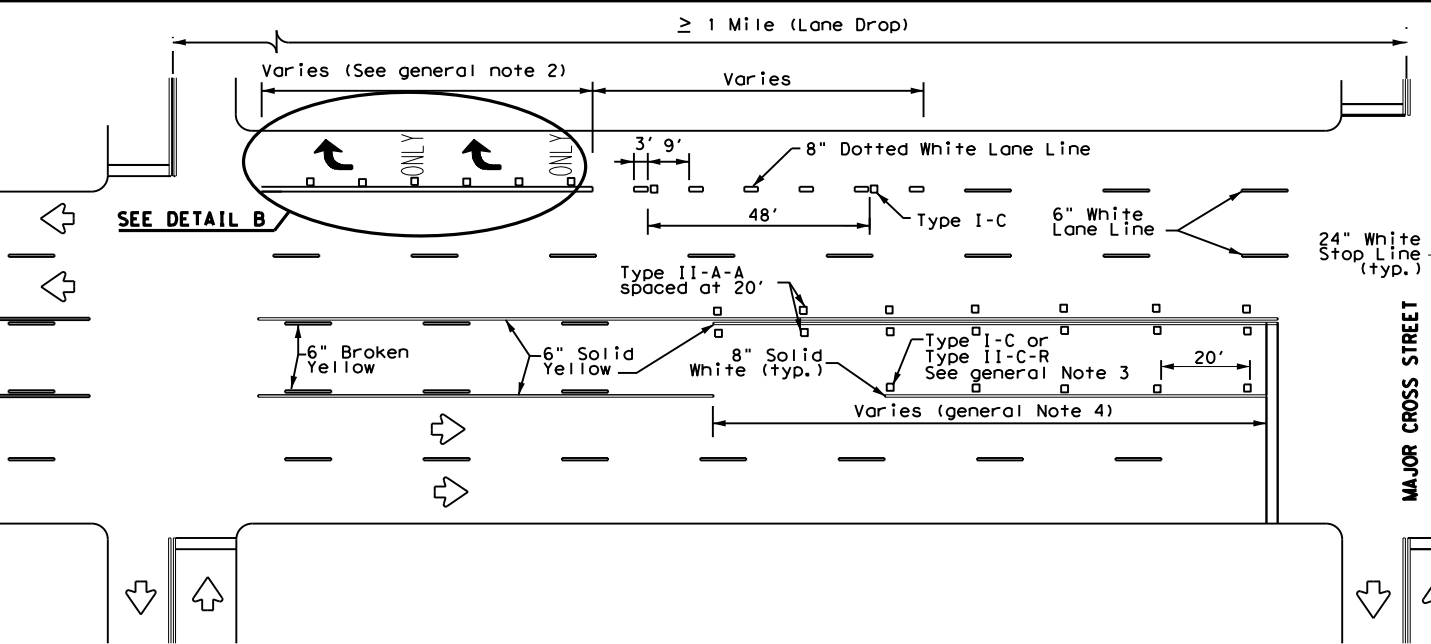 ≥ 1 Mile (Lane Drop)
Varies (See general note 2)
Varies
ONLY
ONLY
3'
9'
8" Dotted White Lane Line
SEE DETAIL B
48'
Type I-C
6" White
Lane Line
24" White
Stop Line
(typ.)
Type II-A-A
spaced at 20'
6" Broken
Yellow
6" Solid
Yellow
8" Solid
White (typ.)
Type I-C or
Type II-C-R
See general Note 3
20'
Varies (general Note 4)
MAJOR CROSS STREET